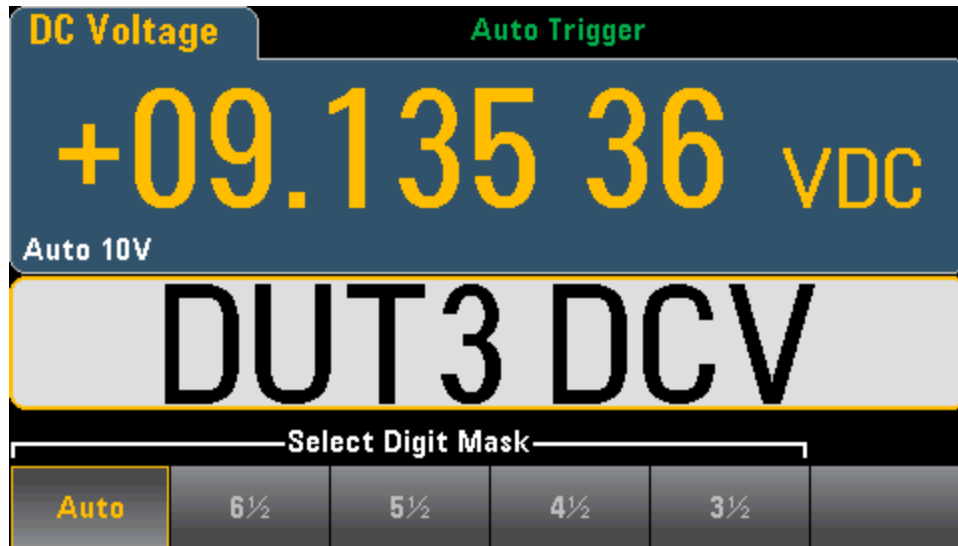 DC Voltage Auto Trigger
+09.135 36 VDC
Auto 10V
DUT3 DCV
Select Digit Mask
Auto 6½ 5½ 4½ 3½